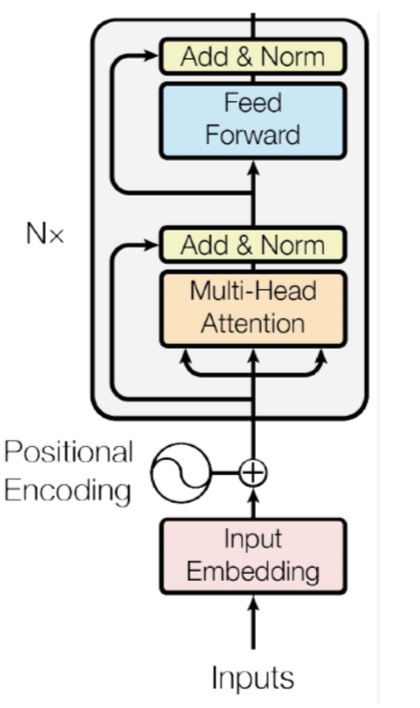 Add & Norm
Feed
Forward
Nx
Add & Norm
Multi-Head
Attention
Positional
Encoding
Input
Embedding
Inputs